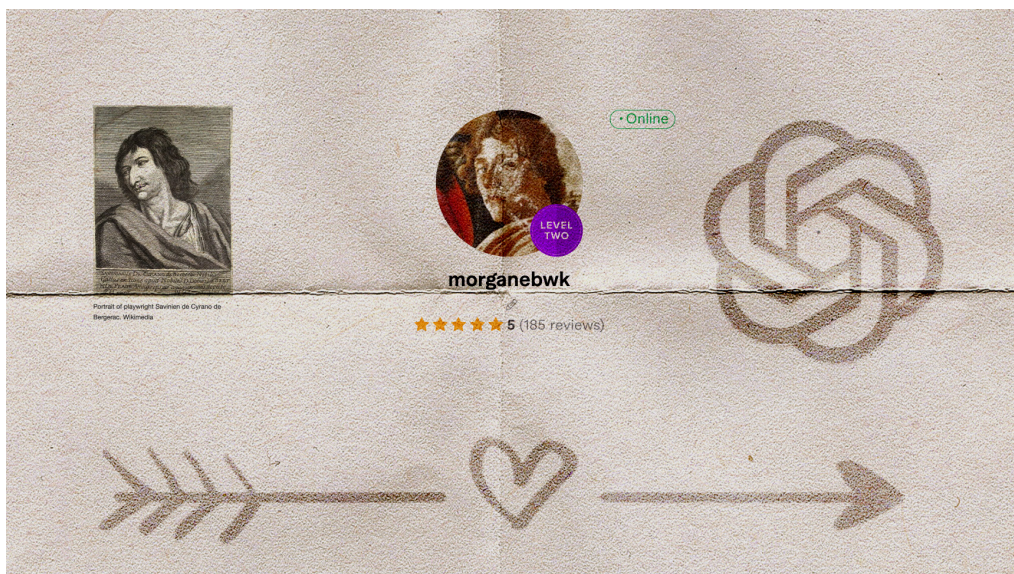 • Online
LEVEL
TWO
morganebwk
5 (185 reviews)
Portrait of playwright Savinien de Cyrano de
Bergerac. Wikimedia